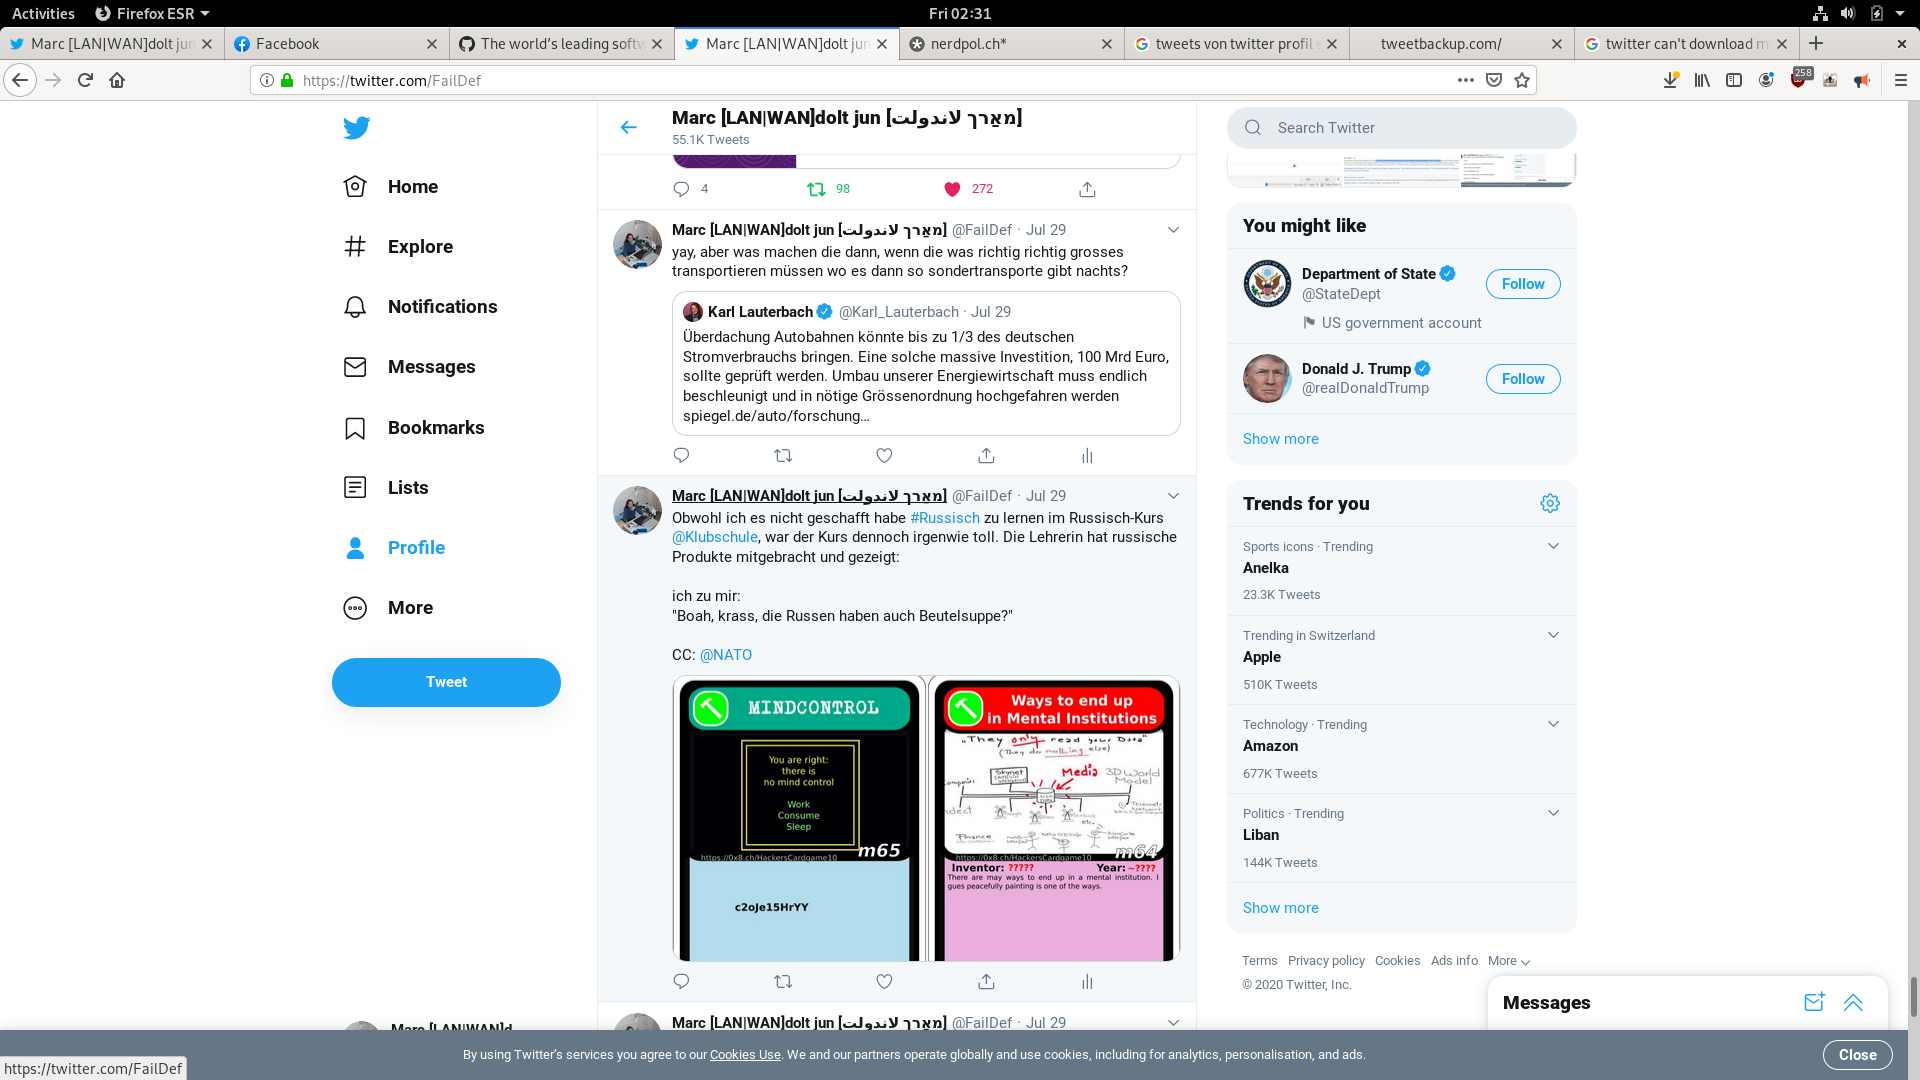 Activities
Firefox ESR
Fri 02:31
Marc [LAN|WAN]dolt jun
Facebook
The world's leading softw
Marc [LAN|WAN]dolt jun
nerdpol.ch*
tweets von twitter profil s
tweetbackup.com/
twitter can't download m
https://twitter.com/FailDef
258
Home
Explore
Notifications
Messages
Bookmarks
Lists
Profile
More
Tweet
Marc [LAN|WAN]dolt jun [מאַרך לאנדולת]
55.1K Tweets
4
98
272
Marc [LAN|WAN]dolt jun [מאַרך לאנדולת] @FailDef · Jul 29
yay, aber was machen die dann, wenn die was richtig richtig grosses
transportieren müssen wo es dann so sondertransporte gibt nachts?
Karl Lauterbach @Karl_Lauterbach · Jul 29
Überdachung Autobahnen könnte bis zu 1/3 des deutschen
Stromverbrauchs bringen. Eine solche massive Investition, 100 Mrd Euro,
sollte geprüft werden. Umbau unserer Energiewirtschaft muss endlich
beschleunigt und in nötige Grössenordnung hochgefahren werden
spiegel.de/auto/forschung…
Marc [LAN|WAN]dolt jun [מאַרך לאנדולת] @FailDef · Jul 29
Obwohl ich es nicht geschafft habe #Russisch zu lernen im Russisch-Kurs
@Klubschule, war der Kurs dennoch irgenwie toll. Die Lehrerin hat russische
Produkte mitgebracht und gezeigt:
ich zu mir:
"Boah, krass, die Russen haben auch Beutelsuppe?"
CC: @NATO
MINDCONTROL
You are right:
there is
no mind control
Work
Consume
Sleep
m65
https://0x8.ch/HackersCardgame10
c2oJe15HrYY
Ways to end up
in Mental Institutions
"They only read your Data"
(They do nothing else)
Skynet
Media
3D World
Model
etc.
Finance
m64
https://0x8.ch/HackersCardgame10
Inventor: ????? Year: ~????
There are may ways to end up in a mental institution. I
gues peacefully painting is one of the ways.
Marc [LAN|WAN]dolt jun [מאַרך לאנדולת] @FailDef · Jul 29
Search Twitter
You might like
Department of State
@StateDept
US government account
Follow
Donald J. Trump
@realDonaldTrump
Follow
Show more
Trends for you
Sports icons · Trending
Anelka
23.3K Tweets
Trending in Switzerland
Apple
510K Tweets
Technology · Trending
Amazon
677K Tweets
Politics · Trending
Liban
144K Tweets
Show more
Terms Privacy policy Cookies Ads info More
© 2020 Twitter, Inc.
Messages
Marc [LAN|WAN]d
By using Twitter's services you agree to our Cookies Use. We and our partners operate globally and use cookies, including for analytics, personalisation, and ads.
Close
https://twitter.com/FailDef